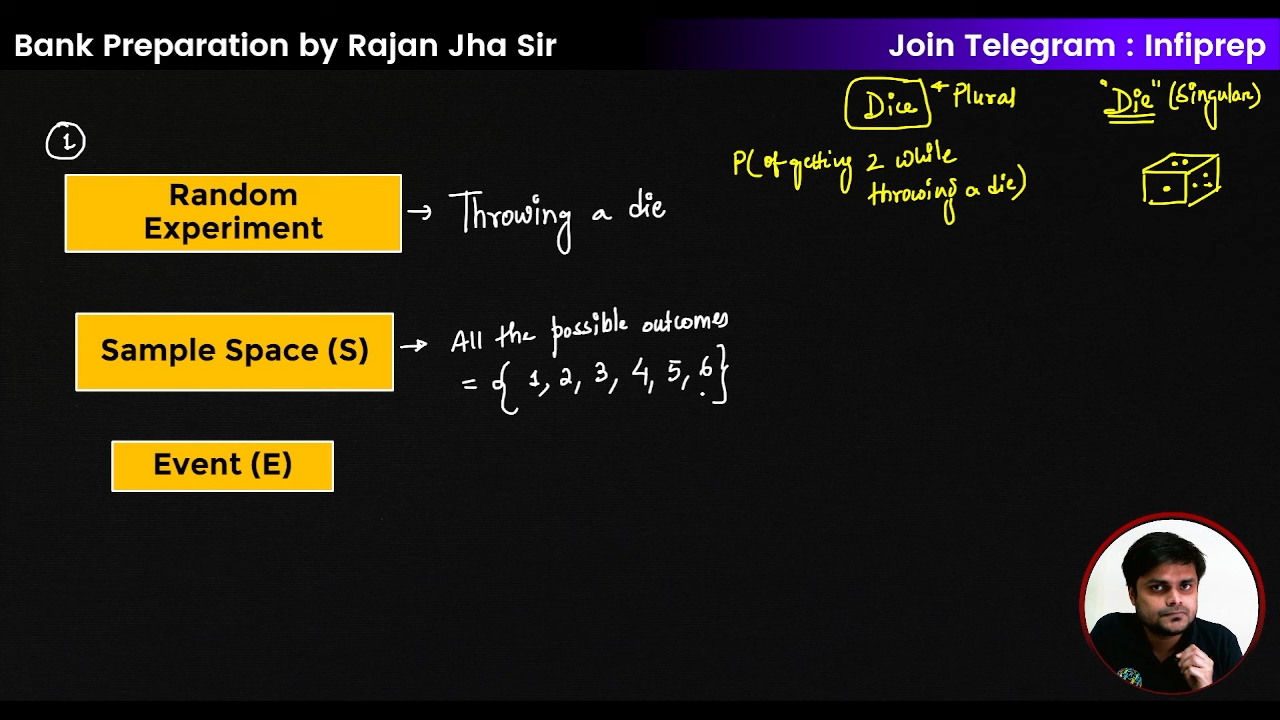 Bank Preparation by Rajan Jha Sir
Join Telegram : Infiprep
Dice ← Plural
"Die" (Singular)
P(of getting 2 while
throwing a die)
1
Random
Experiment
→ Throwing a die
Sample Space (S)
→ All the possible outcomes
= { 1, 2, 3, 4, 5, 6 }
Event (E)